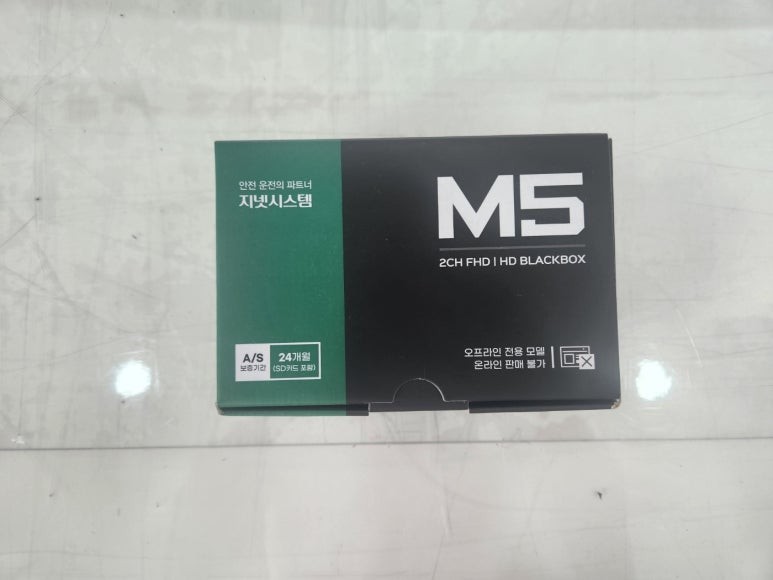 안전 운전의 파트너
지넷시스템
M5
2CH FHD | HD BLACKBOX
A/S
보증기간
24개월
(SD카드 포함)
오프라인 전용 모델
온라인 판매 불가